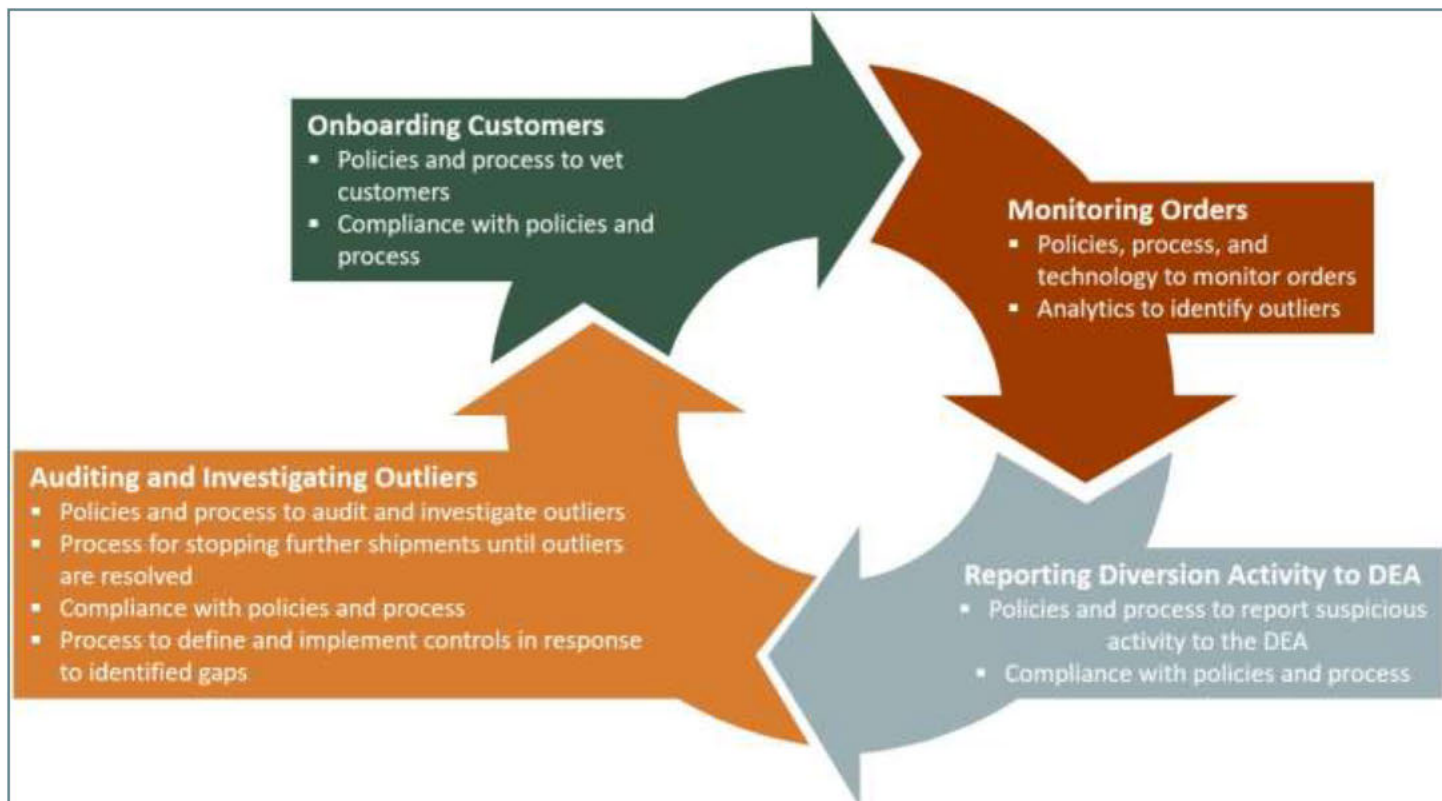 Onboarding Customers
▪ Policies and process to vet
customers
▪ Compliance with policies and
process
Monitoring Orders
▪ Policies, process, and
technology to monitor orders
▪ Analytics to identify outliers
Reporting Diversion Activity to DEA
▪ Policies and process to report suspicious
activity to the DEA
▪ Compliance with policies and process
Auditing and Investigating Outliers
▪ Policies and process to audit and investigate outliers
▪ Process for stopping further shipments until outliers
are resolved
▪ Compliance with policies and process
▪ Process to define and implement controls in response
to identified gaps